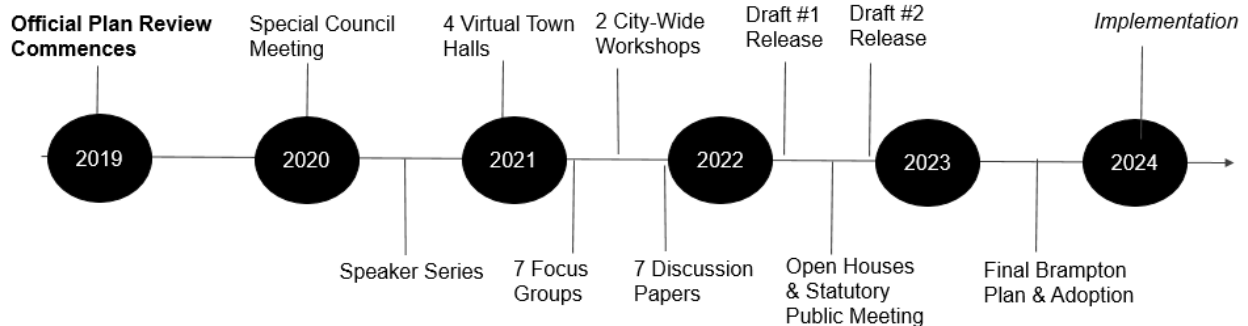 Official Plan Review
Commences
Special Council
Meeting
4 Virtual Town
Halls
2 City-Wide
Workshops
Draft #1
Release
Draft #2
Release
Implementation
2019
2020
2021
2022
2023
2024
Speaker Series
7 Focus
Groups
7 Discussion
Papers
Open Houses
& Statutory
Public Meeting
Final Brampton
Plan & Adoption